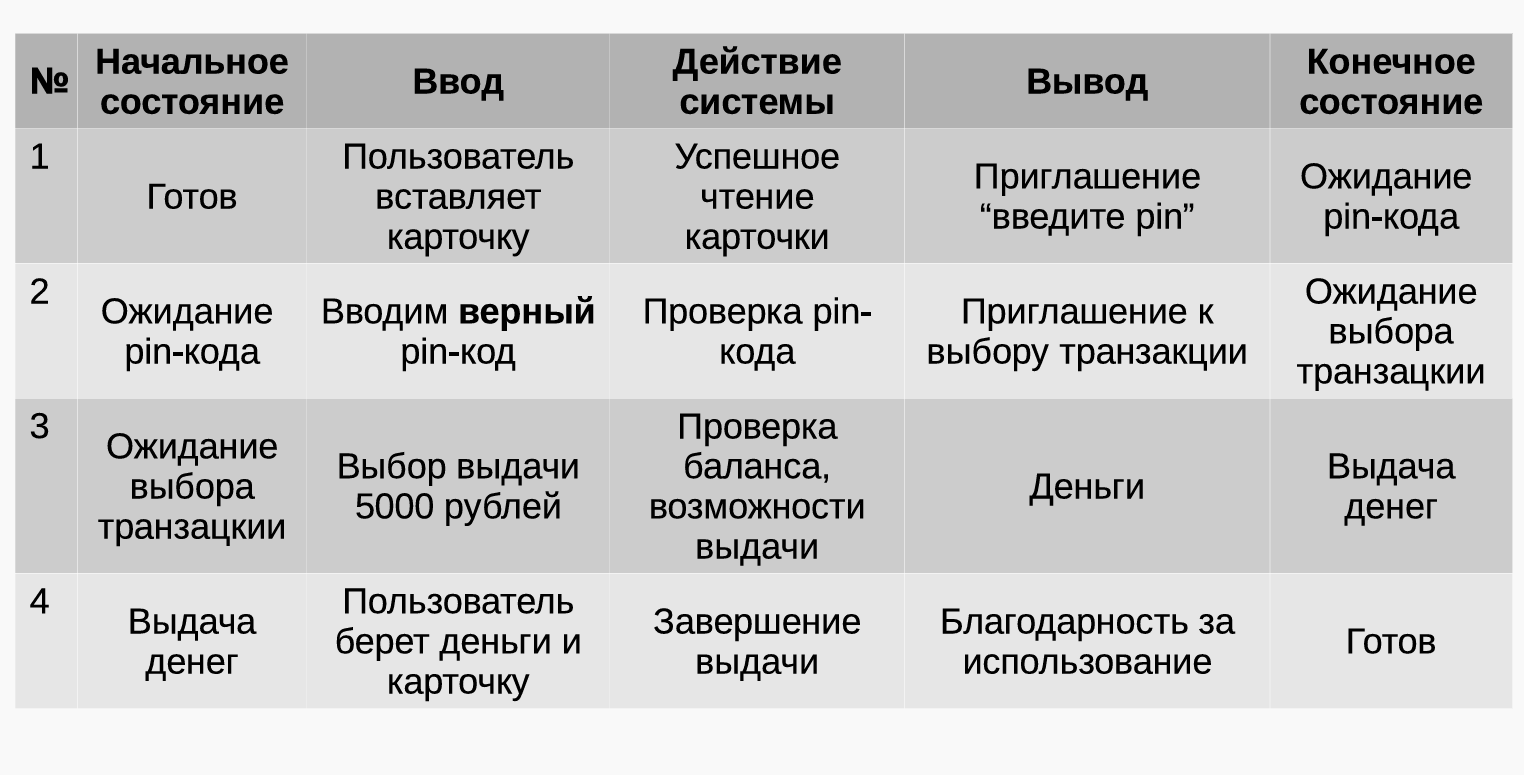 №
Начальное
состояние
Ввод
Действие
системы
Вывод
Конечное
состояние
1
Готов
Пользователь
вставляет
карточку
Успешное
чтение
карточки
Приглашение
“введите pin”
Ожидание
pin-кода
2
Ожидание
pin-кода
Вводим верный
pin-код
Проверка pin-
кода
Приглашение к
выбору транзакции
Ожидание
выбора
транзацкии
3
Ожидание
выбора
транзацкии
Выбор выдачи
5000 рублей
Проверка
баланса,
возможности
выдачи
Деньги
Выдача
денег
4
Выдача
денег
Пользователь
берет деньги и
карточку
Завершение
выдачи
Благодарность за
использование
Готов